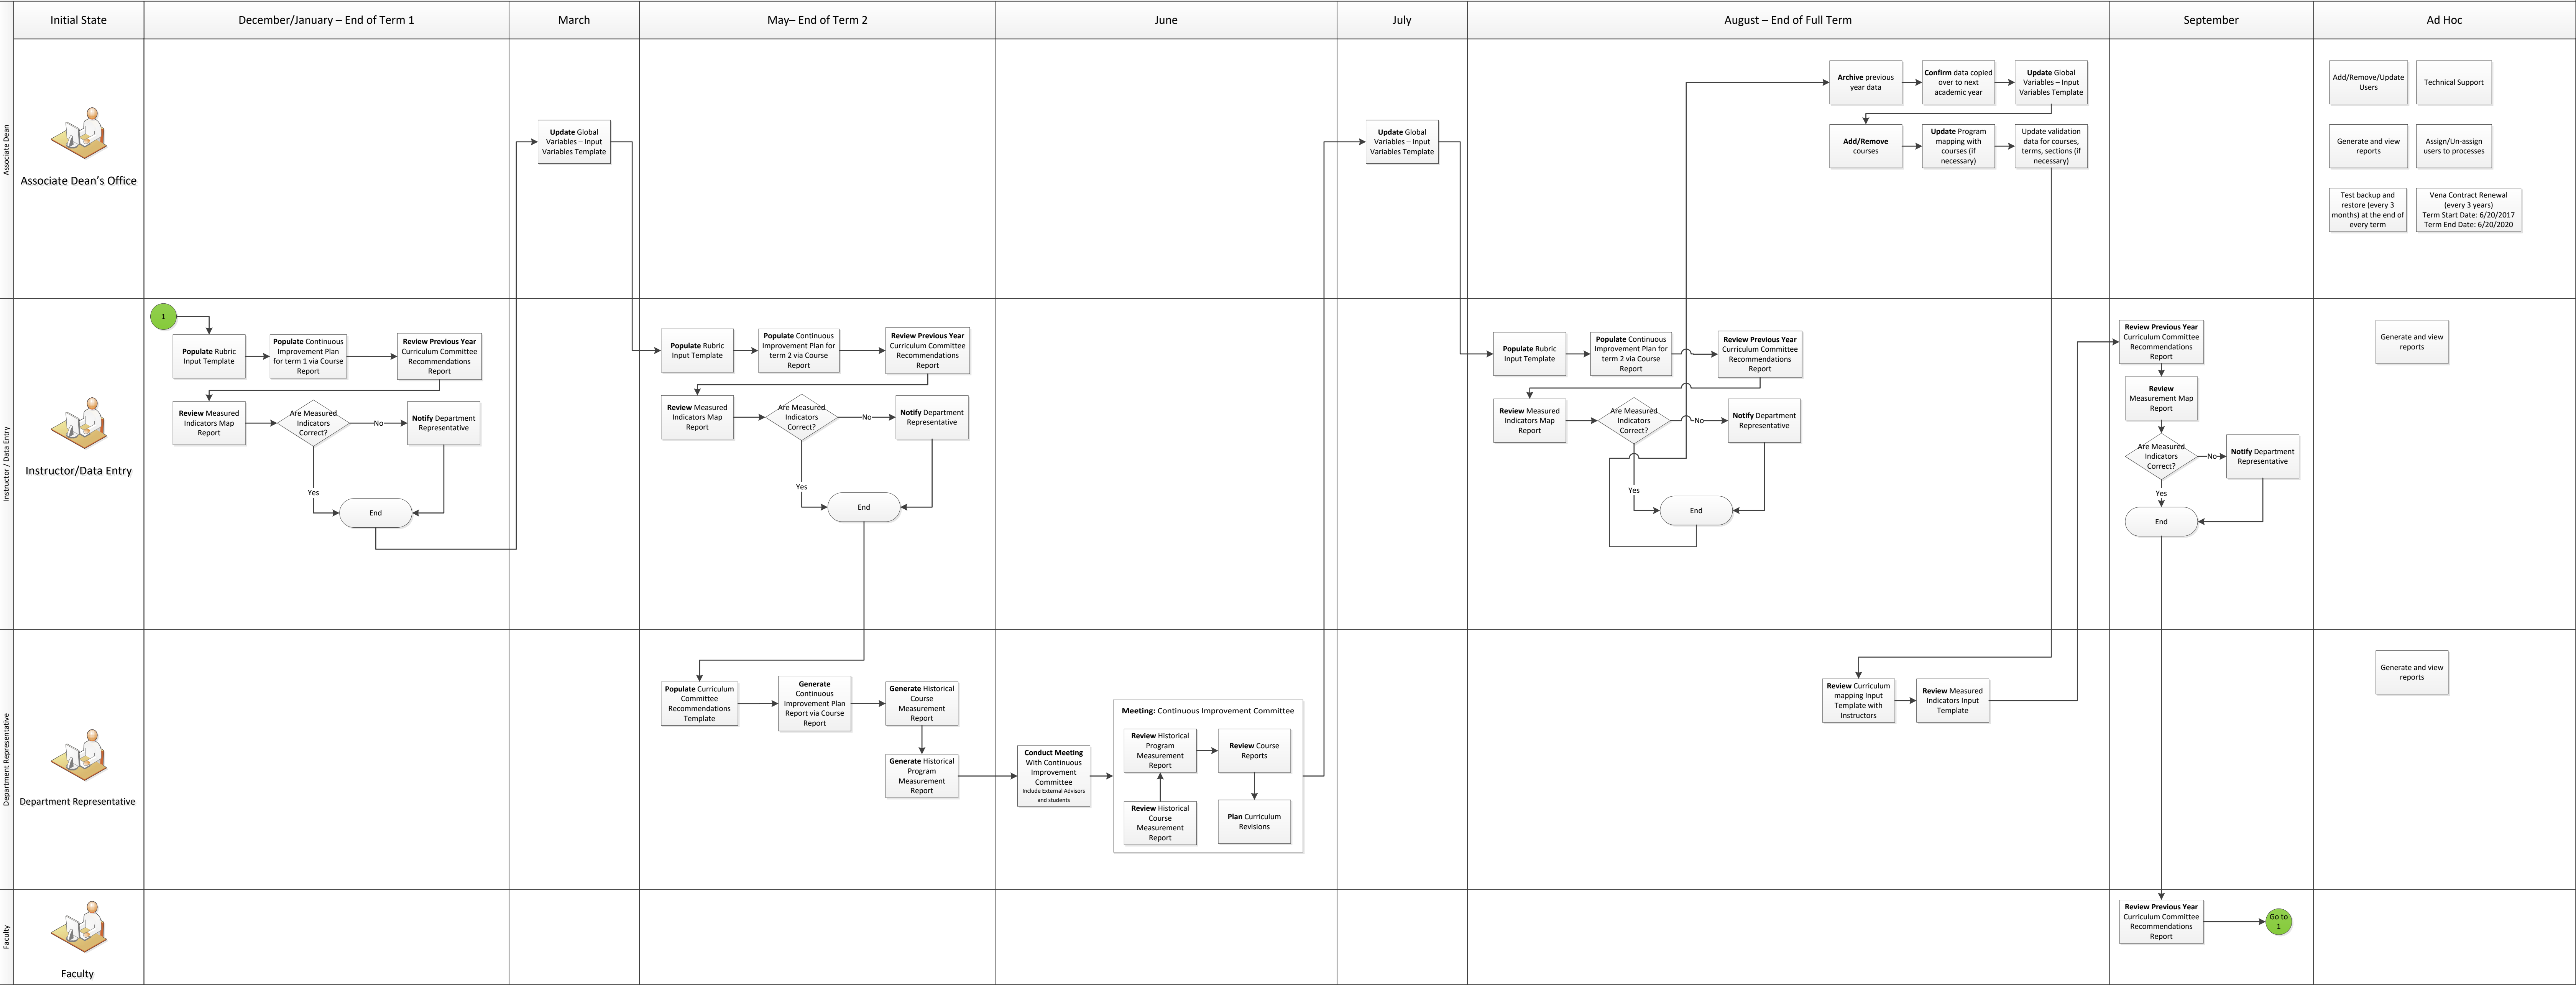 Initial State
December/January – End of Term 1
March
May– End of Term 2
June
July
August – End of Full Term
September
Ad Hoc
Associate Dean
Associate Dean's Office
Update Global
Variables – Input
Variables Template
Update Global
Variables – Input
Variables Template
Archive previous
year data
Confirm data copied
over to next
academic year
Update Global
Variables – Input
Variables Template
Add/Remove
courses
Update Program
mapping with
courses (if
necessary)
Update validation
data for courses,
terms, sections (if
necessary)
Add/Remove/Update
Users
Technical Support
Generate and view
reports
Assign/Un-assign
users to processes
Test backup and
restore (every 3
months) at the end of
every term
Vena Contract Renewal
(every 3 years)
Term Start Date: 6/20/2017
Term End Date: 6/20/2020
Instructor / Data Entry
Instructor/Data Entry
1
Populate Rubric
Input Template
Populate Continuous
Improvement Plan
for term 1 via Course
Report
Review Previous Year
Curriculum Committee
Recommendations
Report
Review Measured
Indicators Map
Report
Are Measured
Indicators
Correct?
No
Notify Department
Representative
Yes
End
Populate Rubric
Input Template
Populate Continuous
Improvement Plan for
term 2 via Course
Report
Review Previous Year
Curriculum Committee
Recommendations
Report
Review Measured
Indicators Map
Report
Are Measured
Indicators
Correct?
No
Notify Department
Representative
Yes
End
Populate Rubric
Input Template
Populate Continuous
Improvement Plan for
term 2 via Course
Report
Review Previous Year
Curriculum Committee
Recommendations
Report
Review Measured
Indicators Map
Report
Are Measured
Indicators
Correct?
No
Notify Department
Representative
Yes
End
Review Previous Year
Curriculum Committee
Recommendations
Report
Review
Measurement Map
Report
Are Measured
Indicators
Correct?
No
Notify Department
Representative
Yes
End
Generate and view
reports
Department Representative
Department Representative
Populate Curriculum
Committee
Recommendations
Template
Generate
Continuous
Improvement Plan
Report via Course
Report
Generate Historical
Course
Measurement
Report
Generate Historical
Program
Measurement
Report
Conduct Meeting
With Continuous
Improvement
Committee
Include External Advisors
and students
Meeting: Continuous Improvement Committee
Review Historical
Program
Measurement
Report
Review Course
Reports
Review Historical
Course
Measurement
Report
Plan Curriculum
Revisions
Review Curriculum
mapping Input
Template with
Instructors
Review Measured
Indicators Input
Template
Generate and view
reports
Faculty
Faculty
Review Previous Year
Curriculum Committee
Recommendations
Report
Go to
1